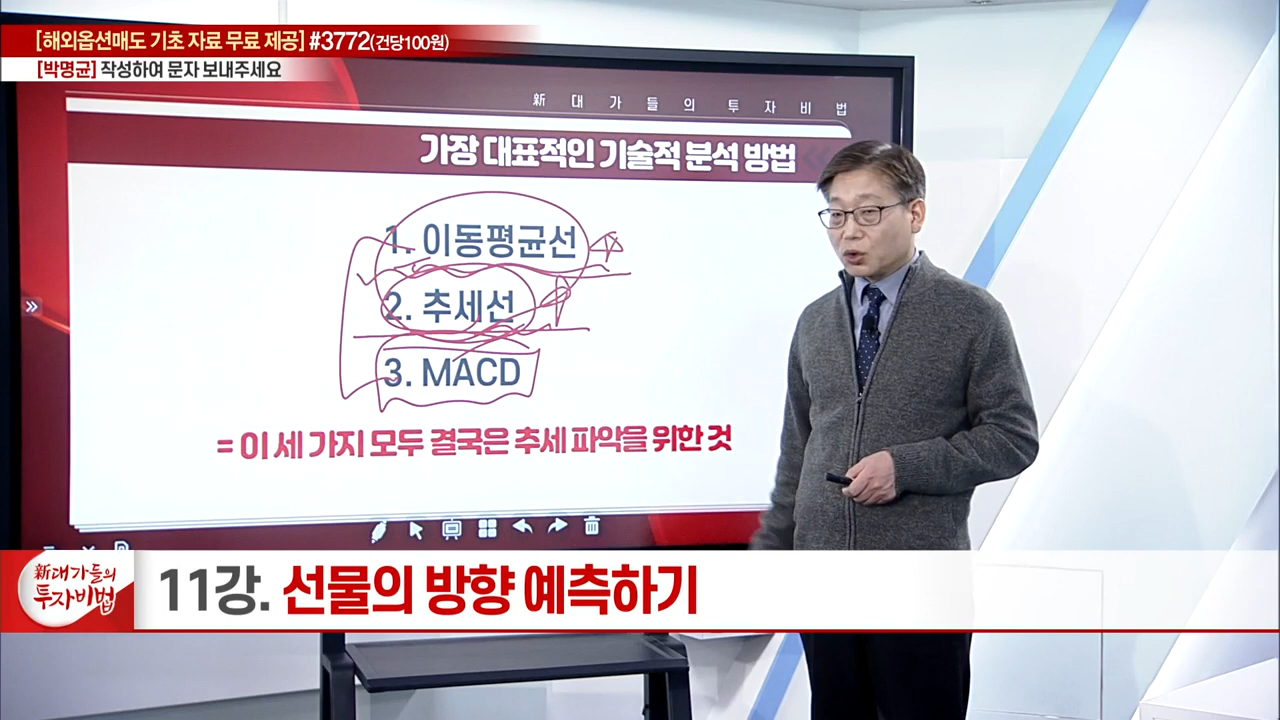 [해외옵션매도 기초 자료 무료 제공] #3772(건당100원)
[박명균] 작성하여 문자 보내주세요
新 대 가 들 의 투 자 비 법
가장 대표적인 기술적 분석 방법
1. 이동평균선
2. 추세선
3. MACD
= 이 세 가지 모두 결국은 추세 파악을 위한 것
新대가들의
투자비법
11강. 선물의 방향 예측하기